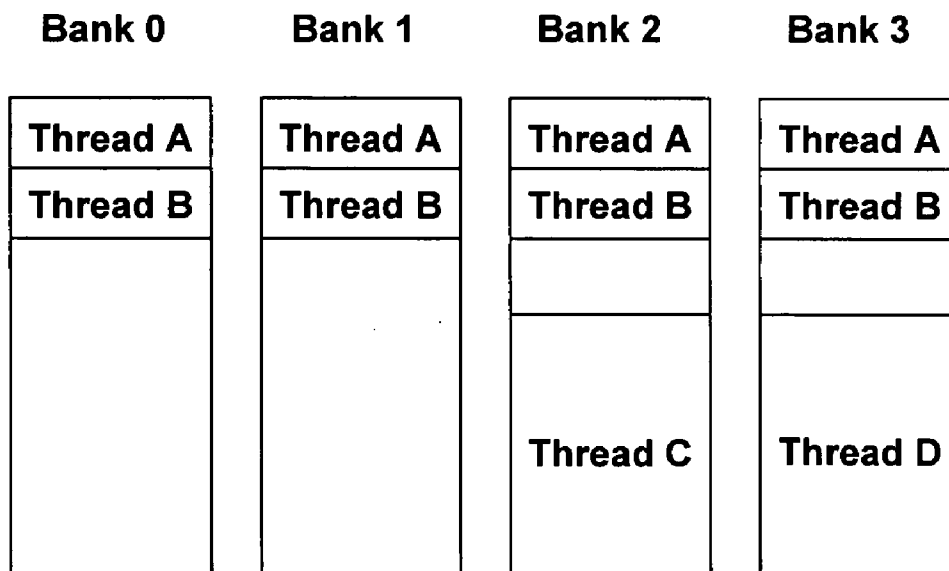 Bank 0 Bank 1 Bank 2 Bank 3
Thread A Thread A Thread A Thread A
Thread B Thread B Thread B Thread B
Thread C Thread D